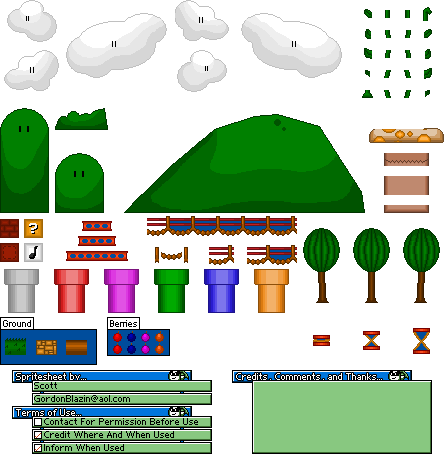 ?
Ground
Berries
Spritesheet by...
Scott
GordonBlazin@aol.com
Terms of Use...
Contact For Permission Before Use
Credit Where And When Used
Inform When Used
Credits, Comments, and Thanks...